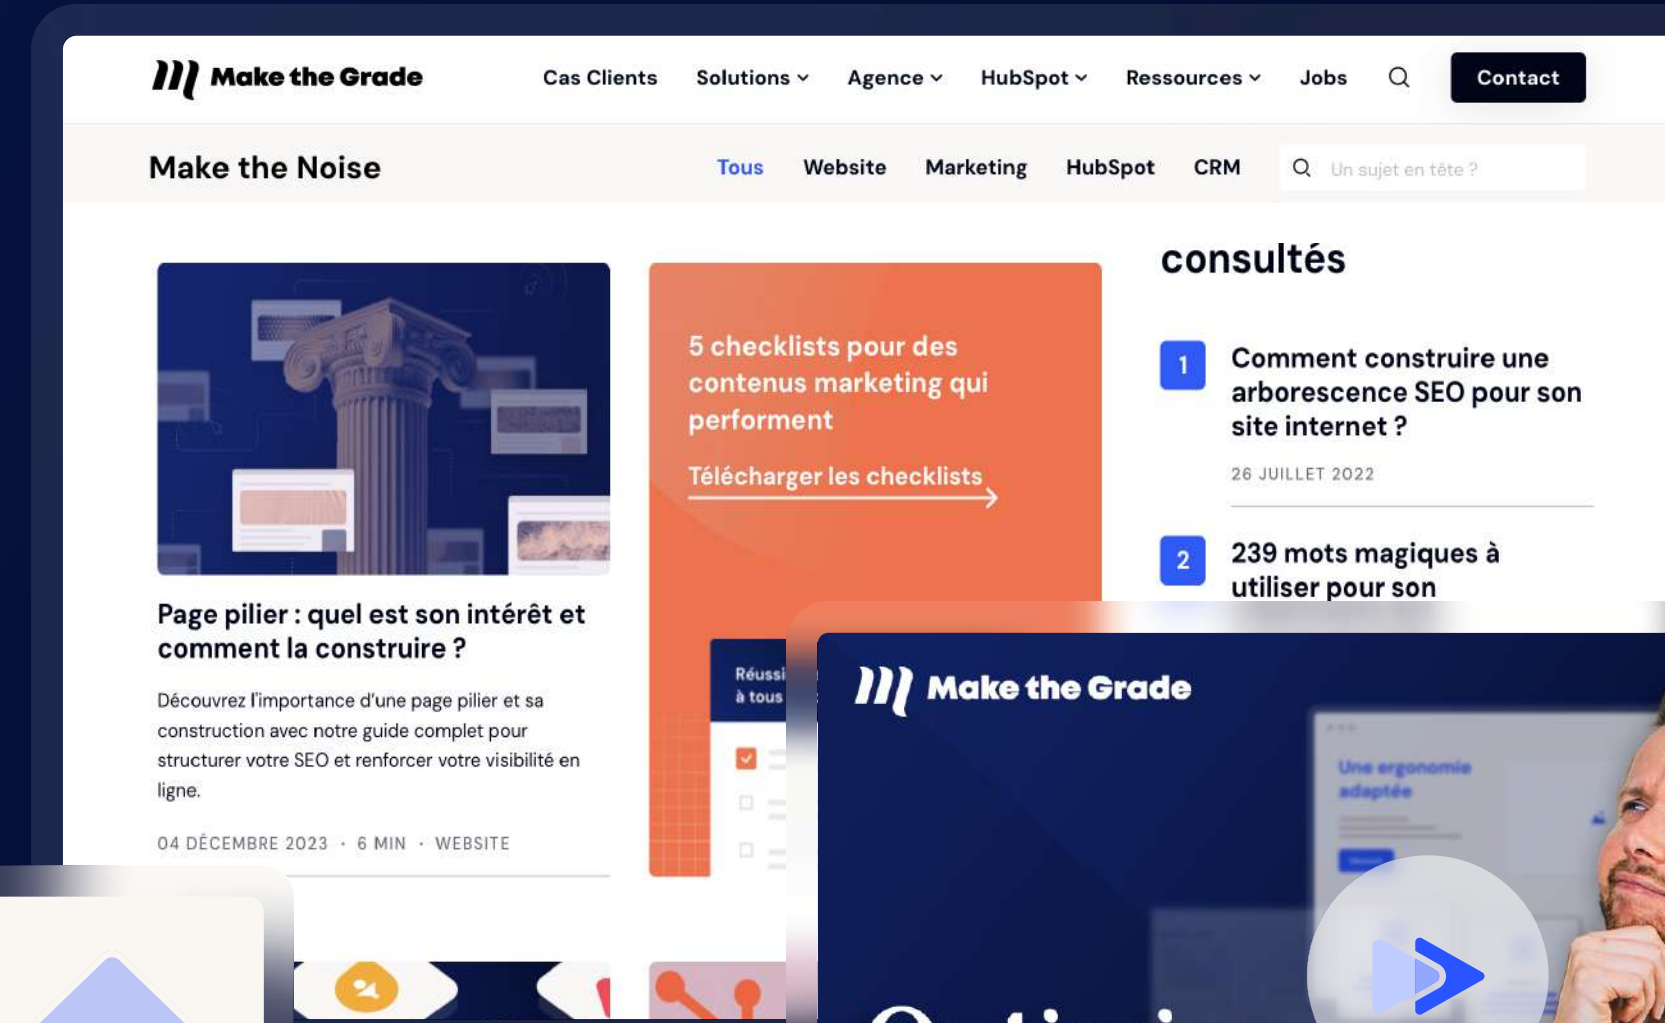 Make the Grade
Cas Clients
Solutions
Agence
HubSpot
Ressources
Jobs
Contact
Make the Noise
Tous
Website
Marketing
HubSpot
CRM
Un sujet en tête ?
Page pilier : quel est son intérêt et
comment la construire ?
Découvrez l'importance d'une page pilier et sa
construction avec notre guide complet pour
structurer votre SEO et renforcer votre visibilité en
ligne.
04 DÉCEMBRE 2023 · 6 MIN · WEBSITE
5 checklists pour des
contenus marketing qui
performent
Télécharger les checklists
à tous
consultés
1
Comment construire une
arborescence SEO pour son
site internet ?
26 JUILLET 2022
2
239 mots magiques à
utiliser pour son
Make the Grade
Une ergonomie
adaptée